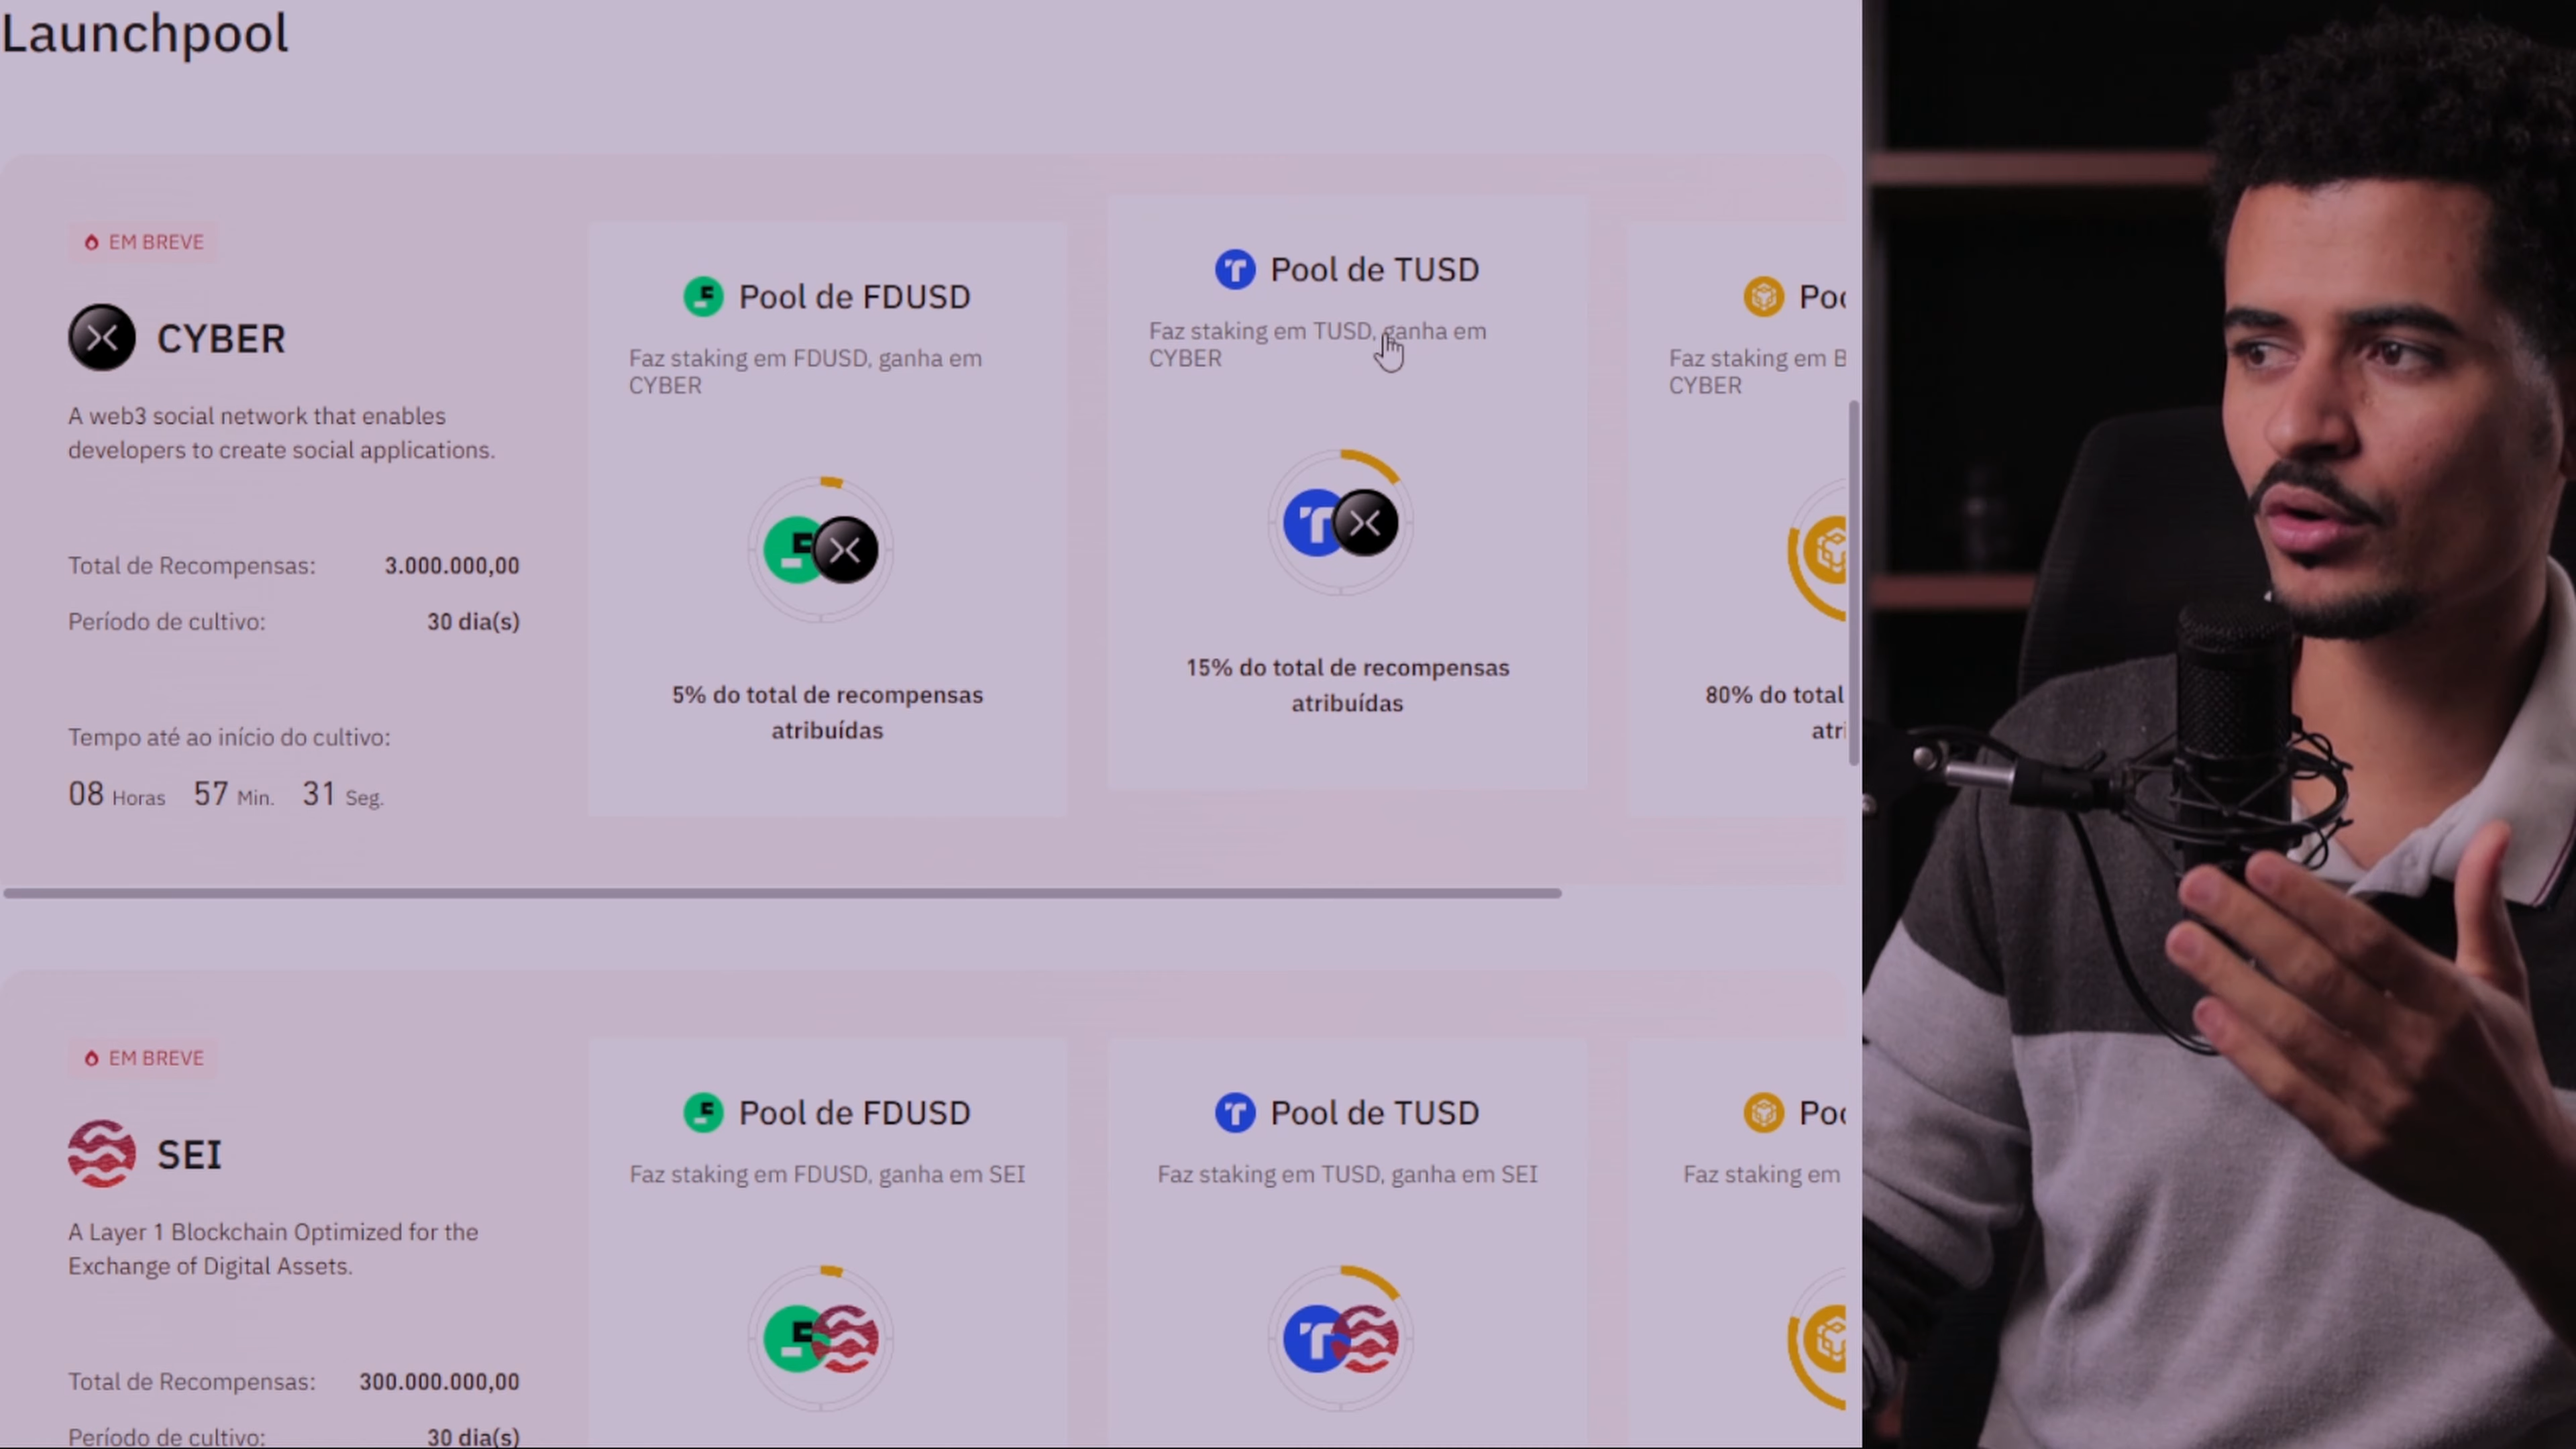 Launchpool
EM BREVE
CYBER
A web3 social network that enables
developers to create social applications.
Total de Recompensas: 3.000.000,00
Período de cultivo: 30 dia(s)
Tempo até ao início do cultivo:
08 Horas 57 Min. 31 Seg.
Pool de FDUSD
Faz staking em FDUSD, ganha em
CYBER
5% do total de recompensas
atribuídas
Pool de TUSD
Faz staking em TUSD, ganha em
CYBER
15% do total de recompensas
atribuídas
Faz staking em
CYBER
80% do total
EM BREVE
SEI
A Layer 1 Blockchain Optimized for the
Exchange of Digital Assets.
Total de Recompensas: 300.000.000,00
Período de cultivo: 30 dia(s)
Pool de FDUSD
Faz staking em FDUSD, ganha em SEI
Pool de TUSD
Faz staking em TUSD, ganha em SEI
Faz staking em